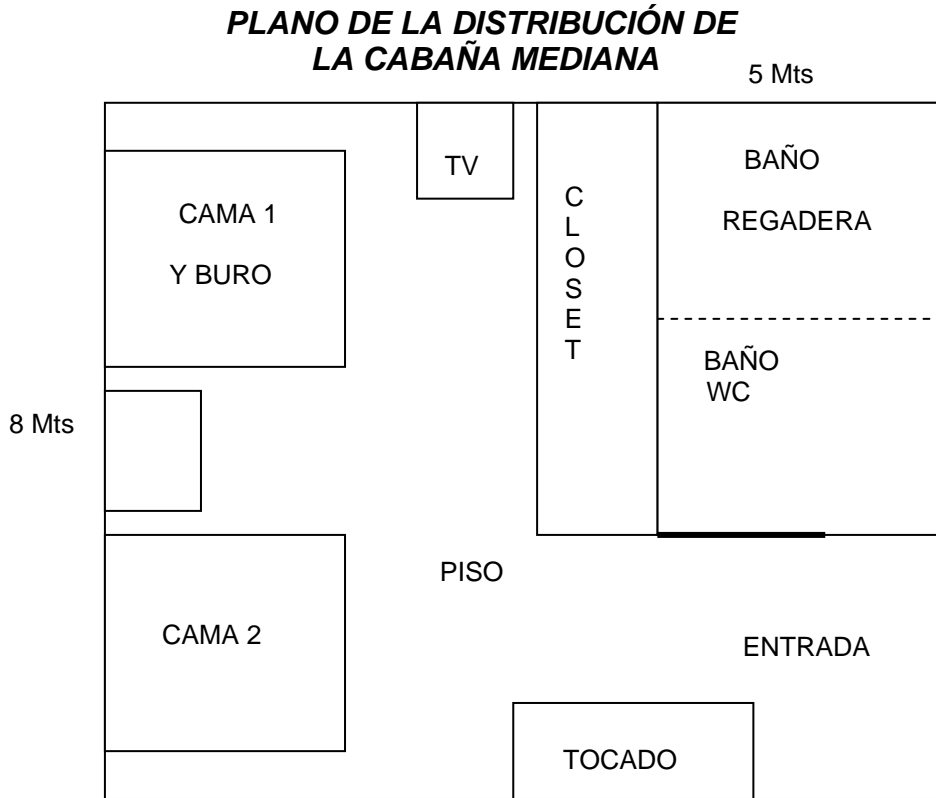 PLANO DE LA DISTRIBUCIÓN DE
LA CABAÑA MEDIANA
5 Mts
TV
BAÑO
REGADERA
CAMA 1
Y BURO
C
L
O
S
E
T
BAÑO
WC
8 Mts
PISO
CAMA 2
ENTRADA
TOCADO